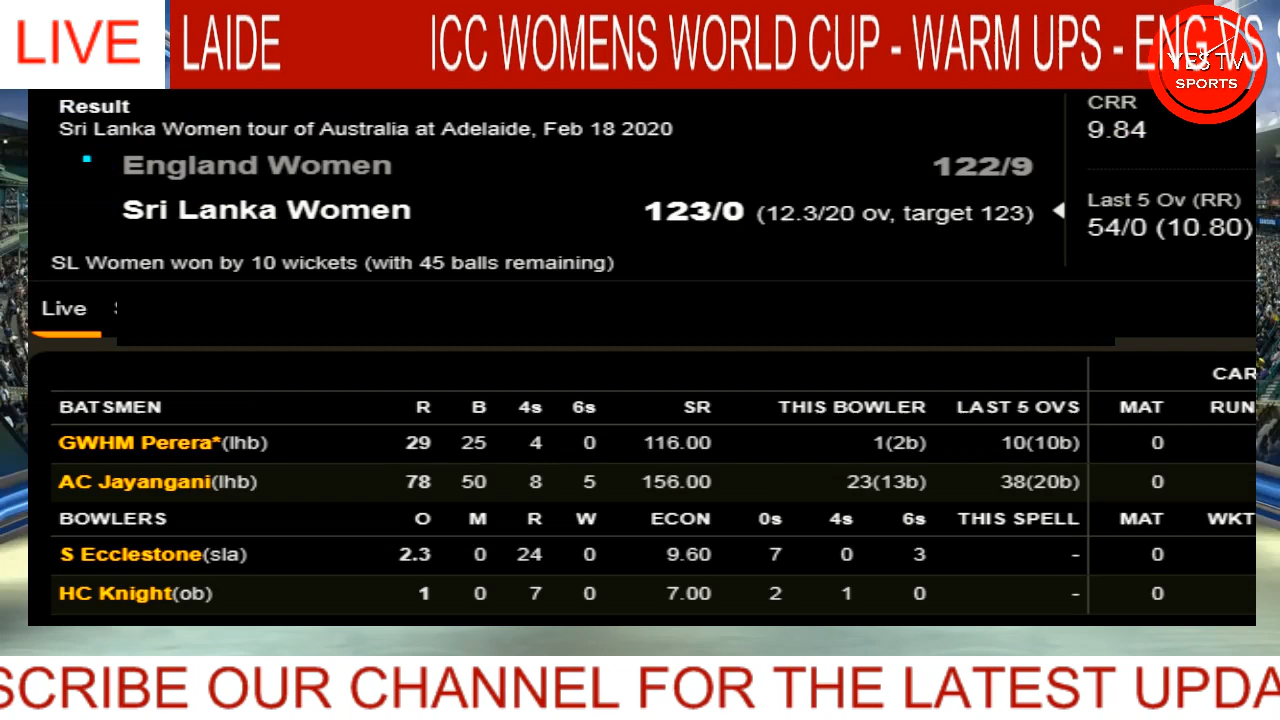 LIVE LAIDE ICC WOMENS WORLD CUP - WARM UPS - ENG VS
YES TV
SPORTS
Result
Sri Lanka Women tour of Australia at Adelaide, Feb 18 2020
England Women 122/9
Sri Lanka Women 123/0 (12.3/20 ov, target 123)
SL Women won by 10 wickets (with 45 balls remaining)
CRR
9.84
Last 5 Ov (RR)
54/0 (10.80)
Live
CAR
BATSMEN R B 4s 6s SR THIS BOWLER LAST 5 OVS MAT RUN
GWHM Perera*(lhb) 29 25 4 0 116.00 1(2b) 10(10b) 0
AC Jayangani(lhb) 78 50 8 5 156.00 23(13b) 38(20b) 0
BOWLERS O M R W ECON 0s 4s 6s THIS SPELL MAT WKT
S Ecclestone(sla) 2.3 0 24 0 9.60 7 0 3 - 0
HC Knight(ob) 1 0 7 0 7.00 2 1 0 - 0
SCRIBE OUR CHANNEL FOR THE LATEST UPDA